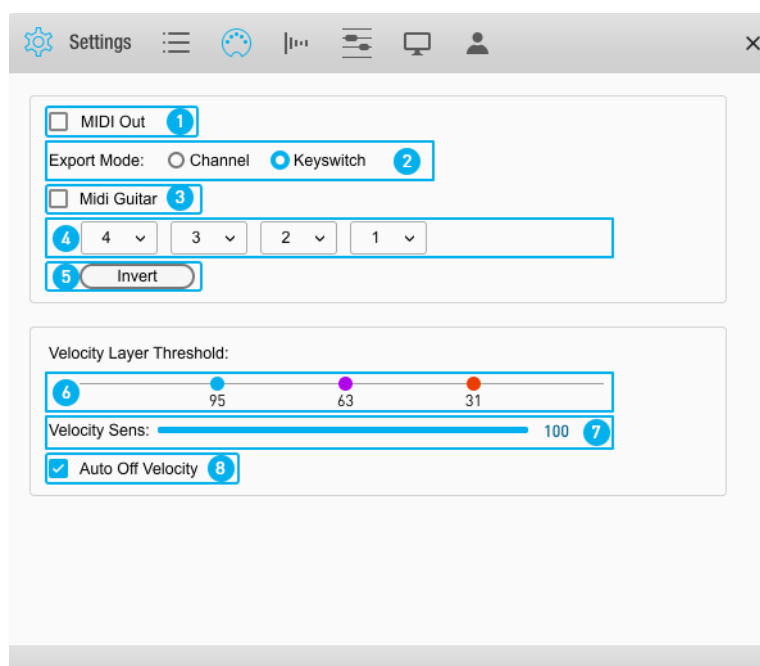 Settings
MIDI Out 1
Export Mode: Channel Keyswitch 2
Midi Guitar 3
4 4 3 2 1
5 Invert
Velocity Layer Threshold:
6
95 63 31
Velocity Sens: 100 7
Auto Off Velocity 8